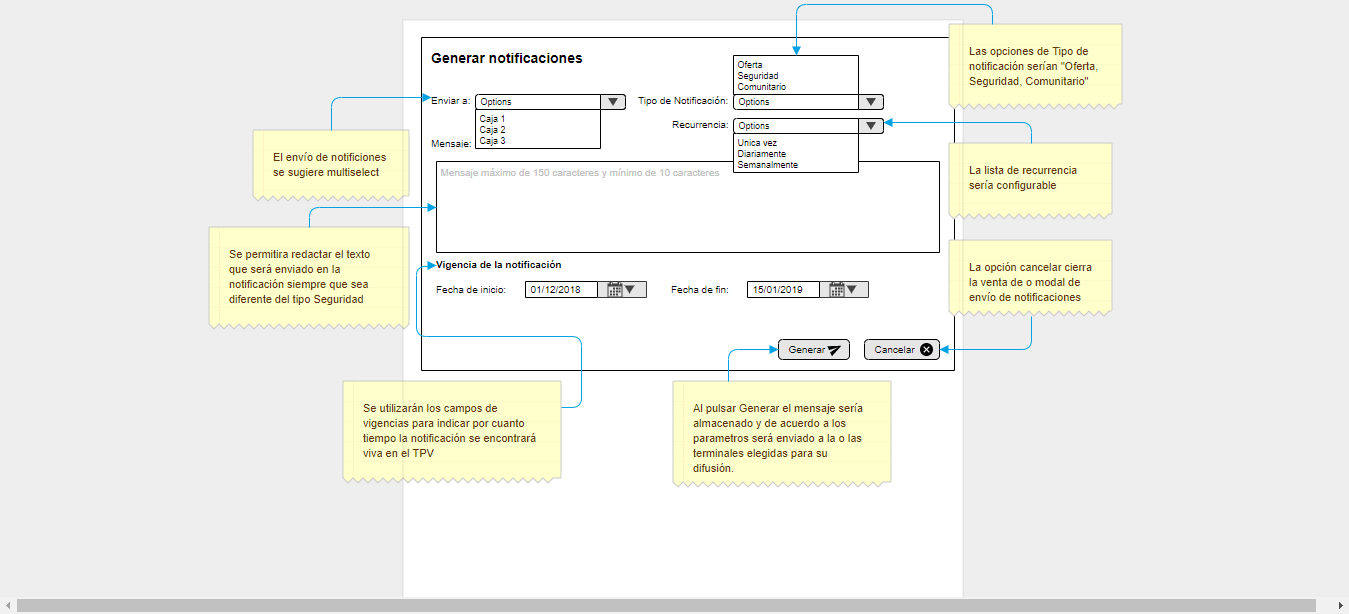 Las opciones de Tipo de
notificación serían "Oferta,
Seguridad, Comunitario"
Generar notificaciones
Oferta
Seguridad
Comunitario
Enviar a:
Options
Caja 1
Caja 2
Caja 3
Tipo de Notificación:
Options
Recurrencia:
Options
Unica vez
Diariamente
Semanalmente
El envío de notificiones
se sugiere multiselect
La lista de recurrencia
sería configurable
Mensaje:
Mensaje máximo de 150 caracteres y mínimo de 10 caracteres
Se permitira redactar el texto
que será enviado en la
notificación siempre que sea
diferente del tipo Seguridad
Vigencia de la notificación
Fecha de inicio:
01/12/2018
Fecha de fin:
15/01/2019
La opción cancelar cierra
la venta de o modal de
envío de notificaciones
Generar
Cancelar
Se utilizarán los campos de
vigencias para indicar por cuanto
tiempo la notificación se encontrará
viva en el TPV
Al pulsar Generar el mensaje sería
almacenado y de acuerdo a los
parametros será enviado a la o las
terminales elegidas para su
difusión.